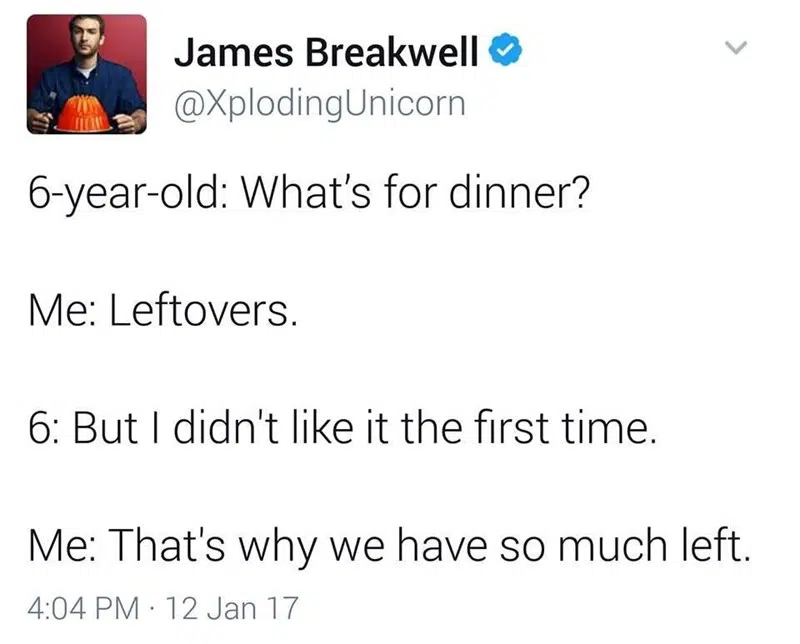 James Breakwell
@XplodingUnicorn
6-year-old: What's for dinner?
Me: Leftovers.
6: But I didn't like it the first time.
Me: That's why we have so much left.
4:04 PM · 12 Jan 17